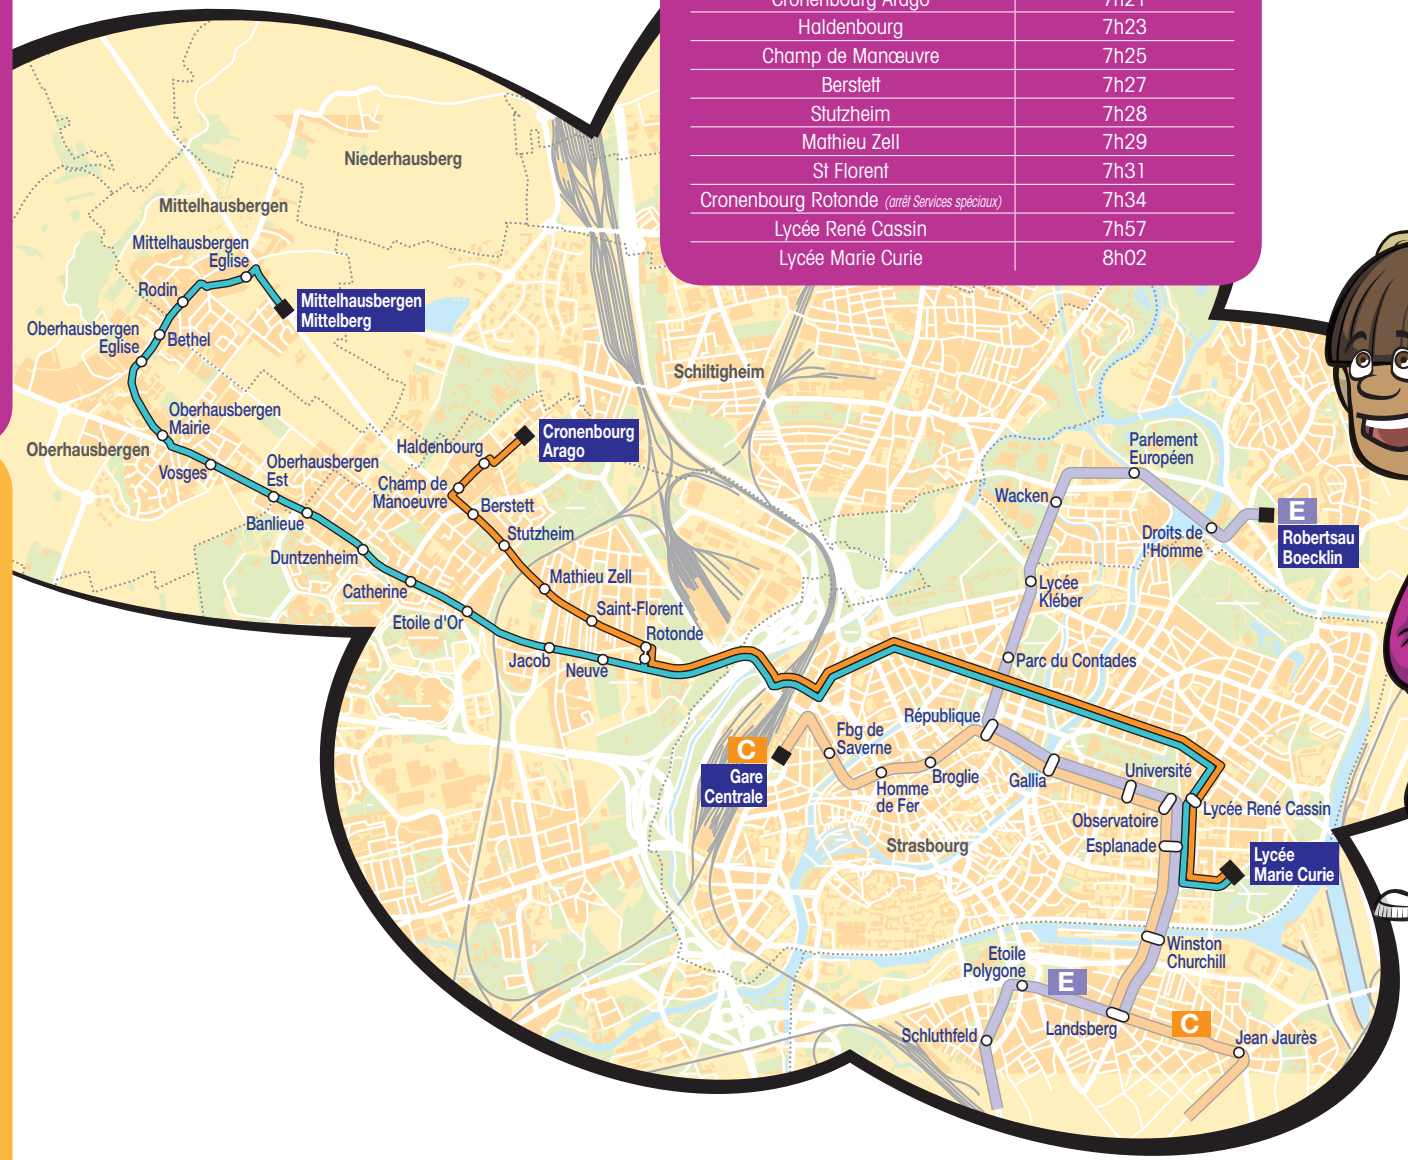 Cronenbourg Arago 7h21
Haldenbourg 7h23
Champ de Manœuvre 7h25
Berstett 7h27
Stutzheim 7h28
Mathieu Zell 7h29
St Florent 7h31
Cronenbourg Rotonde (arrêt Services spéciaux) 7h34
Lycée René Cassin 7h57
Lycée Marie Curie 8h02
Niederhausberg
Mittelhausbergen
Mittelhausbergen
Eglise
Rodin
Mittelhausbergen
Mittelberg
Oberhausbergen
Eglise
Bethel
Schiltigheim
Oberhausbergen
Mairie
Oberhausbergen
Vosges
Oberhausbergen
Est
Banlieue
Duntzenheim
Catherine
Etoile d'Or
Jacob
Neuve
Cronenbourg
Arago
Haldenbourg
Champ de
Manoeuvre
Berstett
Stutzheim
Mathieu Zell
Saint-Florent
Rotonde
Parlement
Européen
Wacken
E
Robertsau
Boecklin
Droits de
l'Homme
Lycée
Kléber
Parc du Contades
République
C
Gare
Centrale
Fbg de
Saverne
Homme
de Fer
Broglie
Gallia
Université
Observatoire
Lycée René Cassin
Esplanade
Strasbourg
Lycée
Marie Curie
Winston
Churchill
Etoile
Polygone
E
Landsberg
C
Schluthfeld
Jean Jaurès